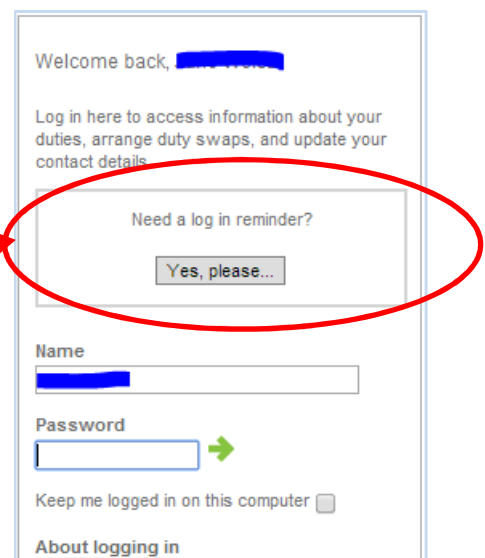 Welcome back,
Log in here to access information about your
duties, arrange duty swaps, and update your
contact details
Need a log in reminder?
Yes, please...
Name
Password
Keep me logged in on this computer
About logging in